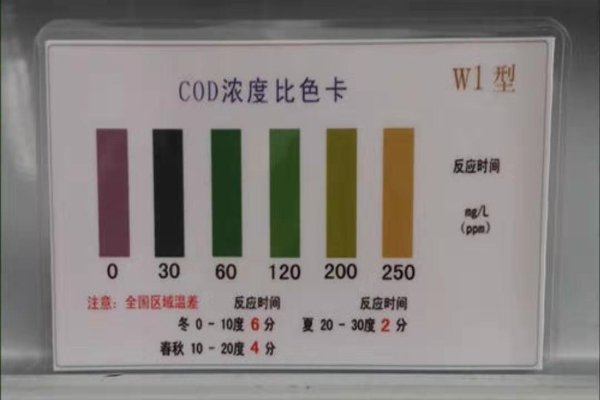 COD浓度比色卡
W1型
反应时间
mg/L
(ppm)
0 30 60 120 200 250
注意: 全国区域温差 反应时间 反应时间
冬 0 - 10度 6 分 夏 20 - 30度 2 分
春秋 10 - 20度 4 分